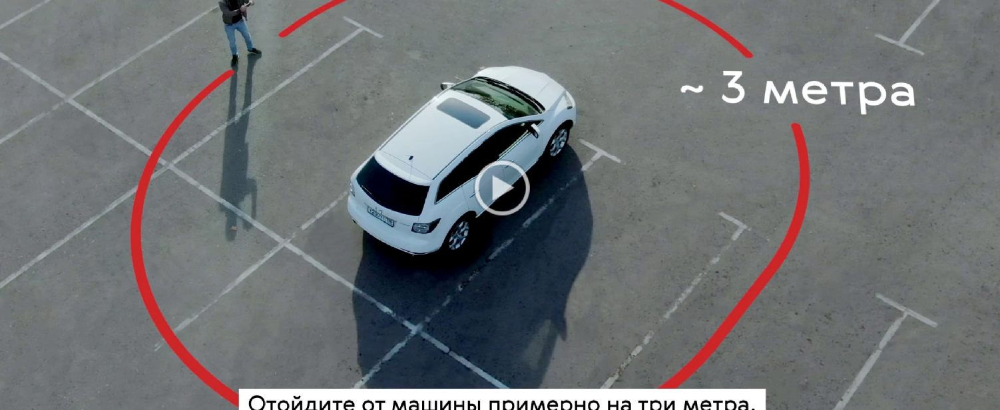 ~ 3 метра
Отойдите от машины примерно на три метра.